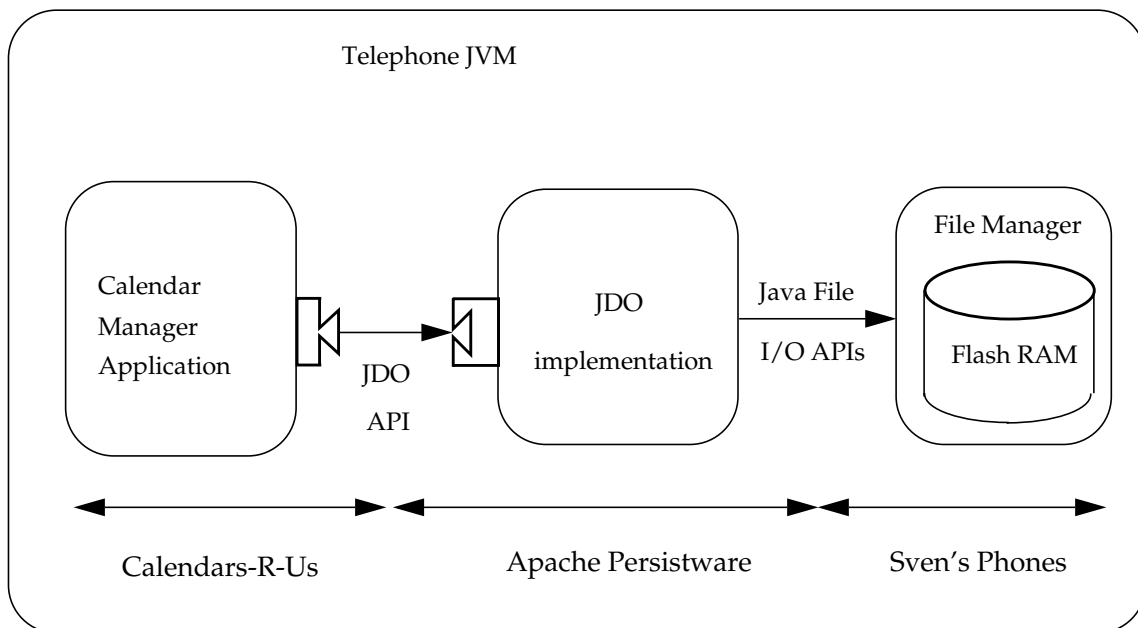 Telephone JVM
Calendar
Manager
Application
JDO
API
JDO
implementation
Java File
I/O APIs
File Manager
Flash RAM
Calendars-R-Us
Apache Persistware
Sven's Phones